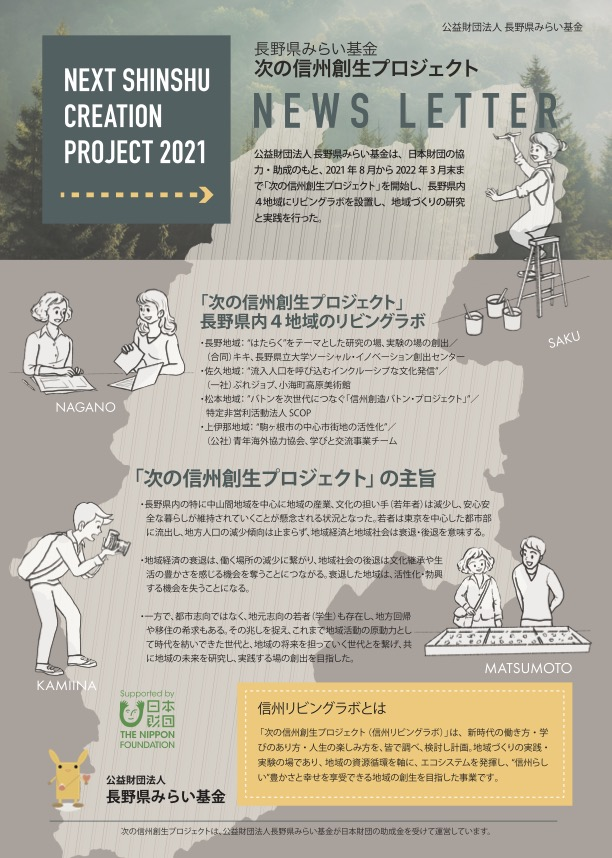 公益財団法人 長野県みらい基金
NEXT SHINSHU
CREATION
PROJECT 2021
長野県みらい基金
次の信州創生プロジェクト
NEWS LETTER
公益財団法人 長野県みらい基金は、日本財団の協
力・助成のもと、2021 年 8 月から 2022 年 3 月末ま
で「次の信州創生プロジェクト」を開始し、長野県内
４地域にリビングラボを設置し、地域づくりの研究
と実践を行った。
「次の信州創生プロジェクト」
長野県内４地域のリビングラボ
・長野地域： “はたらく”をテーマとした研究の場、実験の場の創出／
（合同）キキ、長野県立大学ソーシャル・イノベーション創出センター
・佐久地域： “流入人口を呼び込むインクルーシブな文化発信”／
（一社）ぷれジョブ、小海町高原美術館
・松本地域： “バトンを次世代につなぐ「信州創造バトン・プロジェクト」”／
特定非営利活動法人 SCOP
・上伊那地域： “駒ヶ根市の中心市街地の活性化”／
（公社）青年海外協力協会、学びと交流事業チーム
NAGANO
SAKU
「次の信州創生プロジェクト」の主旨
・長野県内の特に中山間地域を中心に地域の産業、文化の担い手（若年者）は減少し、安心安
全な暮らしが維持されていくことが懸念される状況となった。若者は東京を中心した都市部
に流出し、地方人口の減少傾向は止まらず、地域経済と地域社会は衰退・後退を意味する。
・地域経済の衰退は、働く場所の減少に繋がり、地域社会の後退は文化継承や生
活の豊かさを感じる機会を奪うことにつながる。衰退した地域は、活性化・勃興
する機会を失うことになる。
・一方で、都市志向ではなく、地元志向の若者（学生）も存在し、地方回帰
や移住の希求もある。その兆しを捉え、これまで地域活動の原動力とし
て時代を紡いできた世代と、地域の将来を担っていく世代とを繋げ、共
に地域の未来を研究し、実践する場の創出を目指した。
KAMIINA
MATSUMOTO
Supported by
日本
財団
THE NIPPON
FOUNDATION
公益財団法人
長野県みらい基金
信州リビングラボとは
「次の信州創生プロジェクト（信州リビングラボ）」は、新時代の働き方・学
びのあり方・人生の楽しみ方を、皆で調べ、検討し計画。地域づくりの実践・
実験の場であり、地域の資源循環を軸に、エコシステムを発揮し、“信州らし
い”豊かさと幸せを享受できる地域の創生を目指した事業です。
次の信州創生プロジェクトは、公益財団法人長野県みらい基金が日本財団の助成金を受けて運営しています。